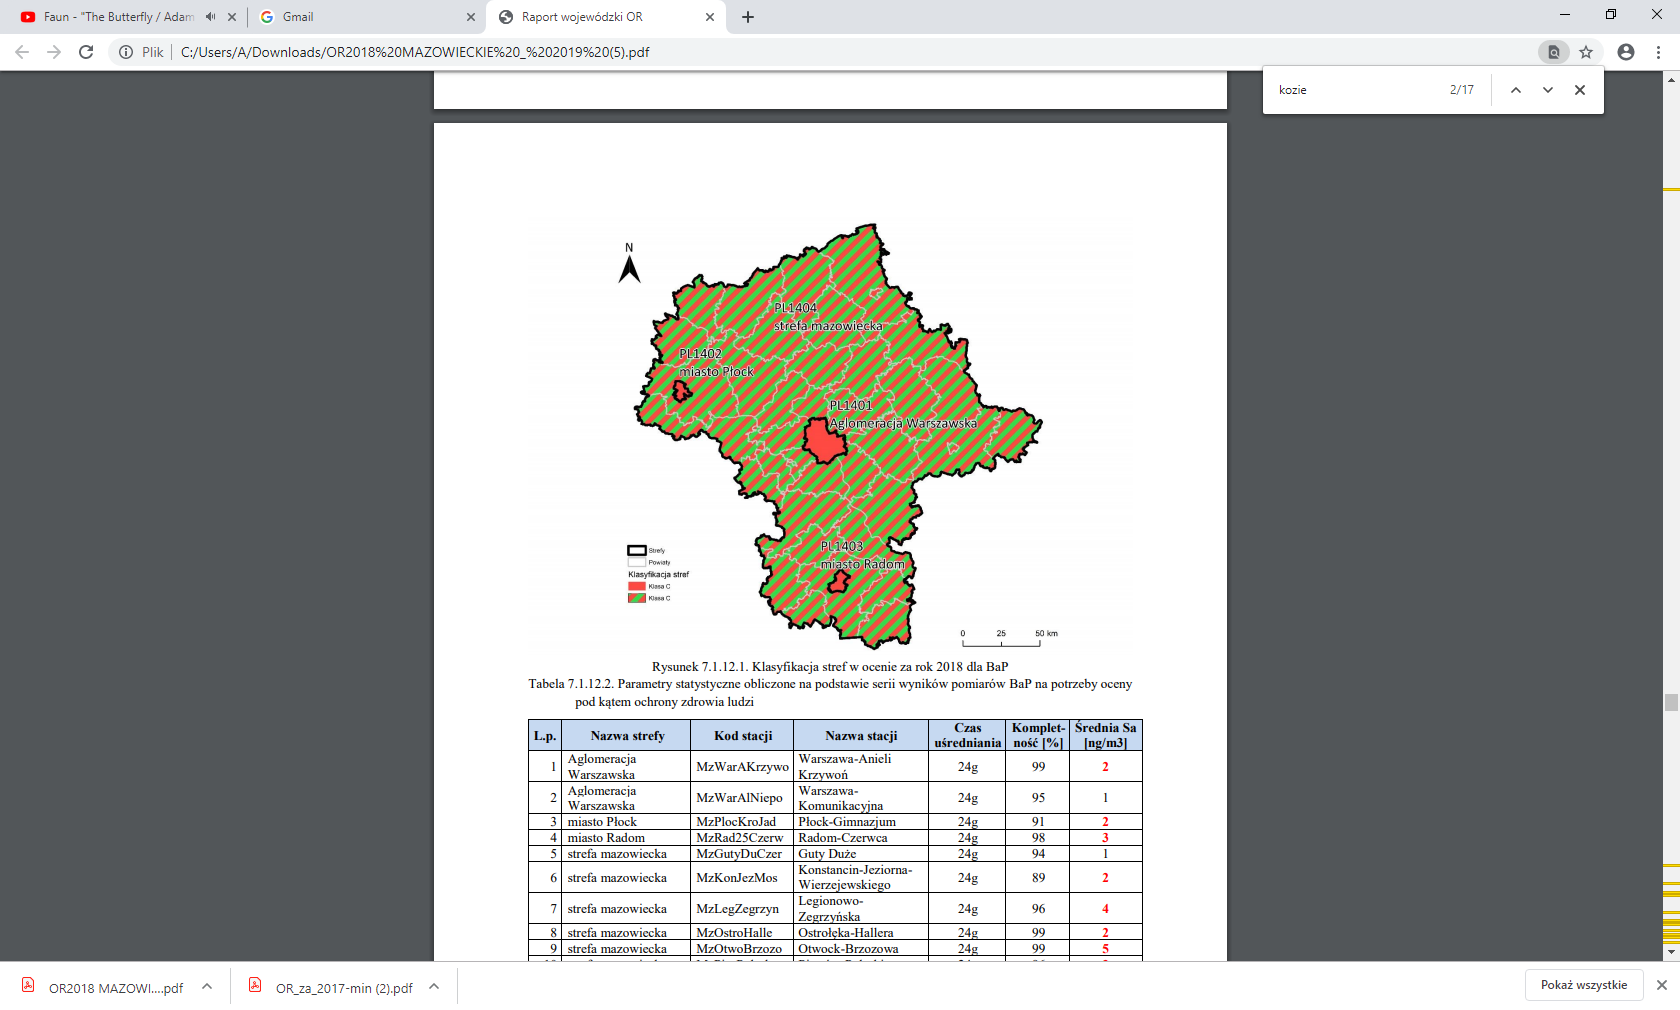 Faun - "The Butterfly / Adam
Gmail
Raport wojewódzki OR
Plik
C:/Users/A/Downloads/OR2018%20MAZOWIECKIE%20_%202019%20(5).pdf
kozie
2/17
N
PL1404
strefa mazowiecka
PL1402
miasto Płock
PL1401
Aglomeracja Warszawska
PL1403
miasto Radom
Strefy
Powiaty
Klasyfikacja stref
Klasa C
Klasa C
0 25 50 km
Rysunek 7.1.12.1. Klasyfikacja stref w ocenie za rok 2018 dla BaP
Tabela 7.1.12.2. Parametry statystyczne obliczone na podstawie serii wyników pomiarów BaP na potrzeby oceny
pod kątem ochrony zdrowia ludzi
L.p. Nazwa strefy Kod stacji Nazwa stacji Czas uśredniania Komplet-ność [%] Średnia Sa [ng/m3]
1 Aglomeracja Warszawska MzWarAKrzywo Warszawa-Anieli Krzywoń 24g 99 2
2 Aglomeracja Warszawska MzWarAlNiepo Warszawa-Komunikacyjna 24g 95 1
3 miasto Płock MzPlocKroJad Płock-Gimnazjum 24g 91 2
4 miasto Radom MzRad25Czerw Radom-Czerwca 24g 98 3
5 strefa mazowiecka MzGutyDuCzer Guty Duże 24g 94 1
6 strefa mazowiecka MzKonJezMos Konstancin-Jeziorna-Wierzejewskiego 24g 89 2
7 strefa mazowiecka MzLegZegrzyn Legionowo-Zegrzyńska 24g 96 4
8 strefa mazowiecka MzOstroHalle Ostrołęka-Hallera 24g 99 2
9 strefa mazowiecka MzOtwoBrzozo Otwock-Brzozowa 24g 99 5
OR2018 MAZOWI....pdf
OR_za_2017-min (2).pdf
Pokaż wszystkie